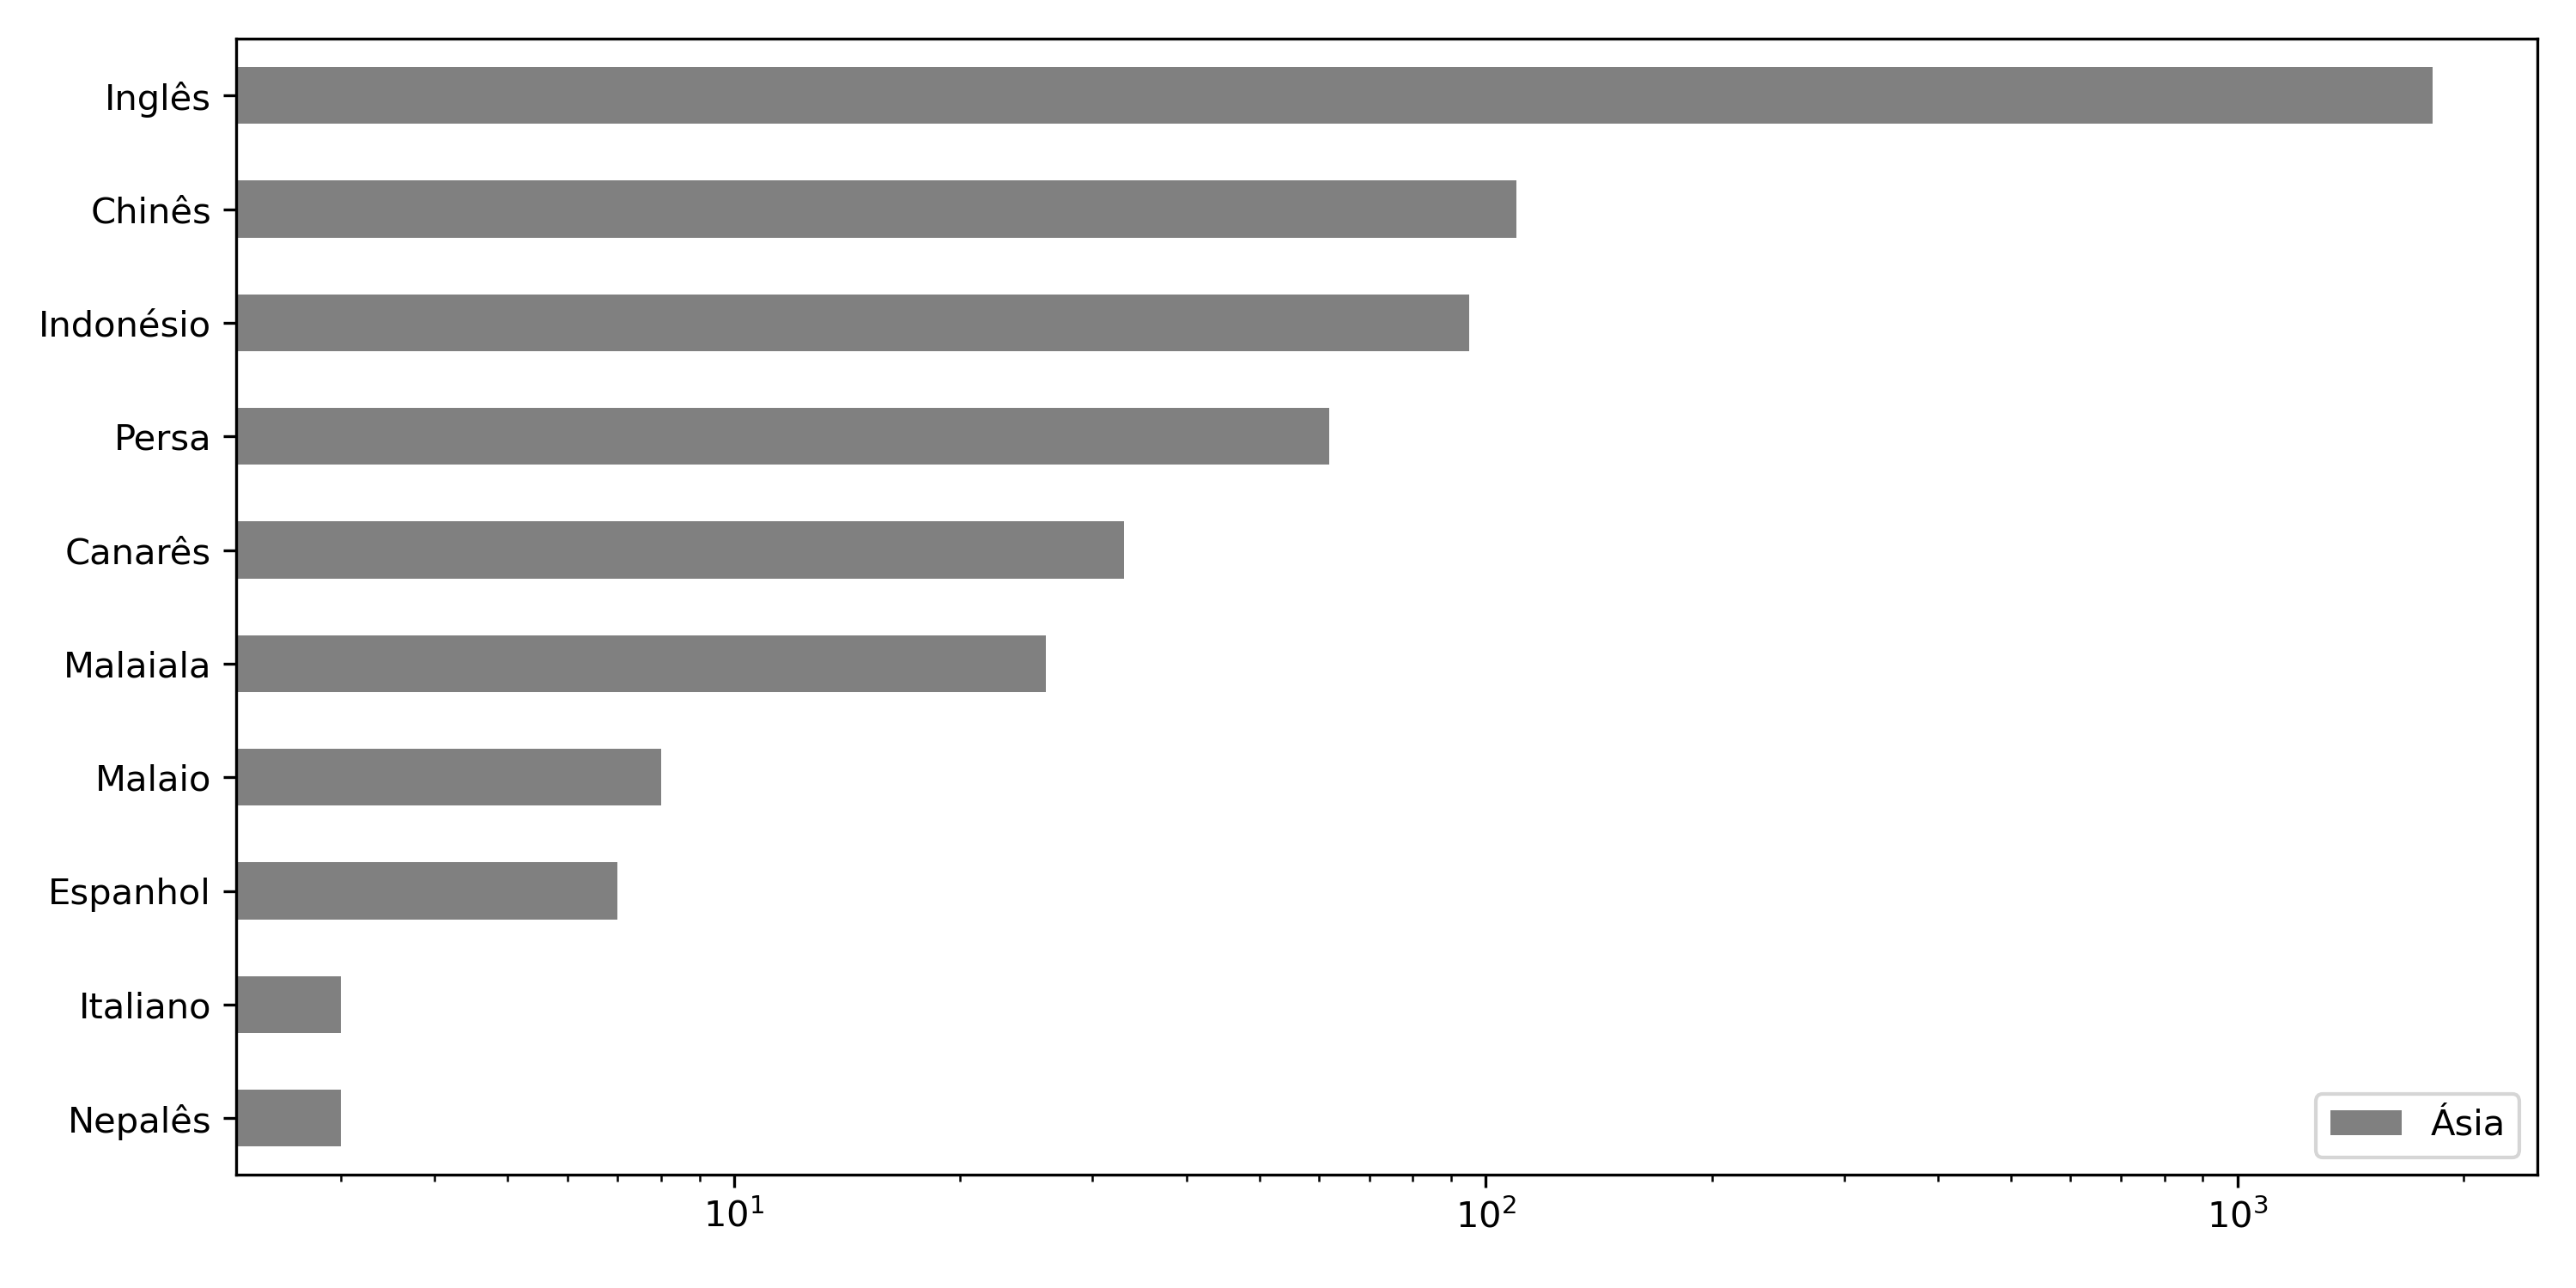 Inglês
Chinês
Indonésio
Persa
Canarês
Malaiala
Malaio
Espanhol
Italiano
Nepalês
Ásia
10¹ 10² 10³